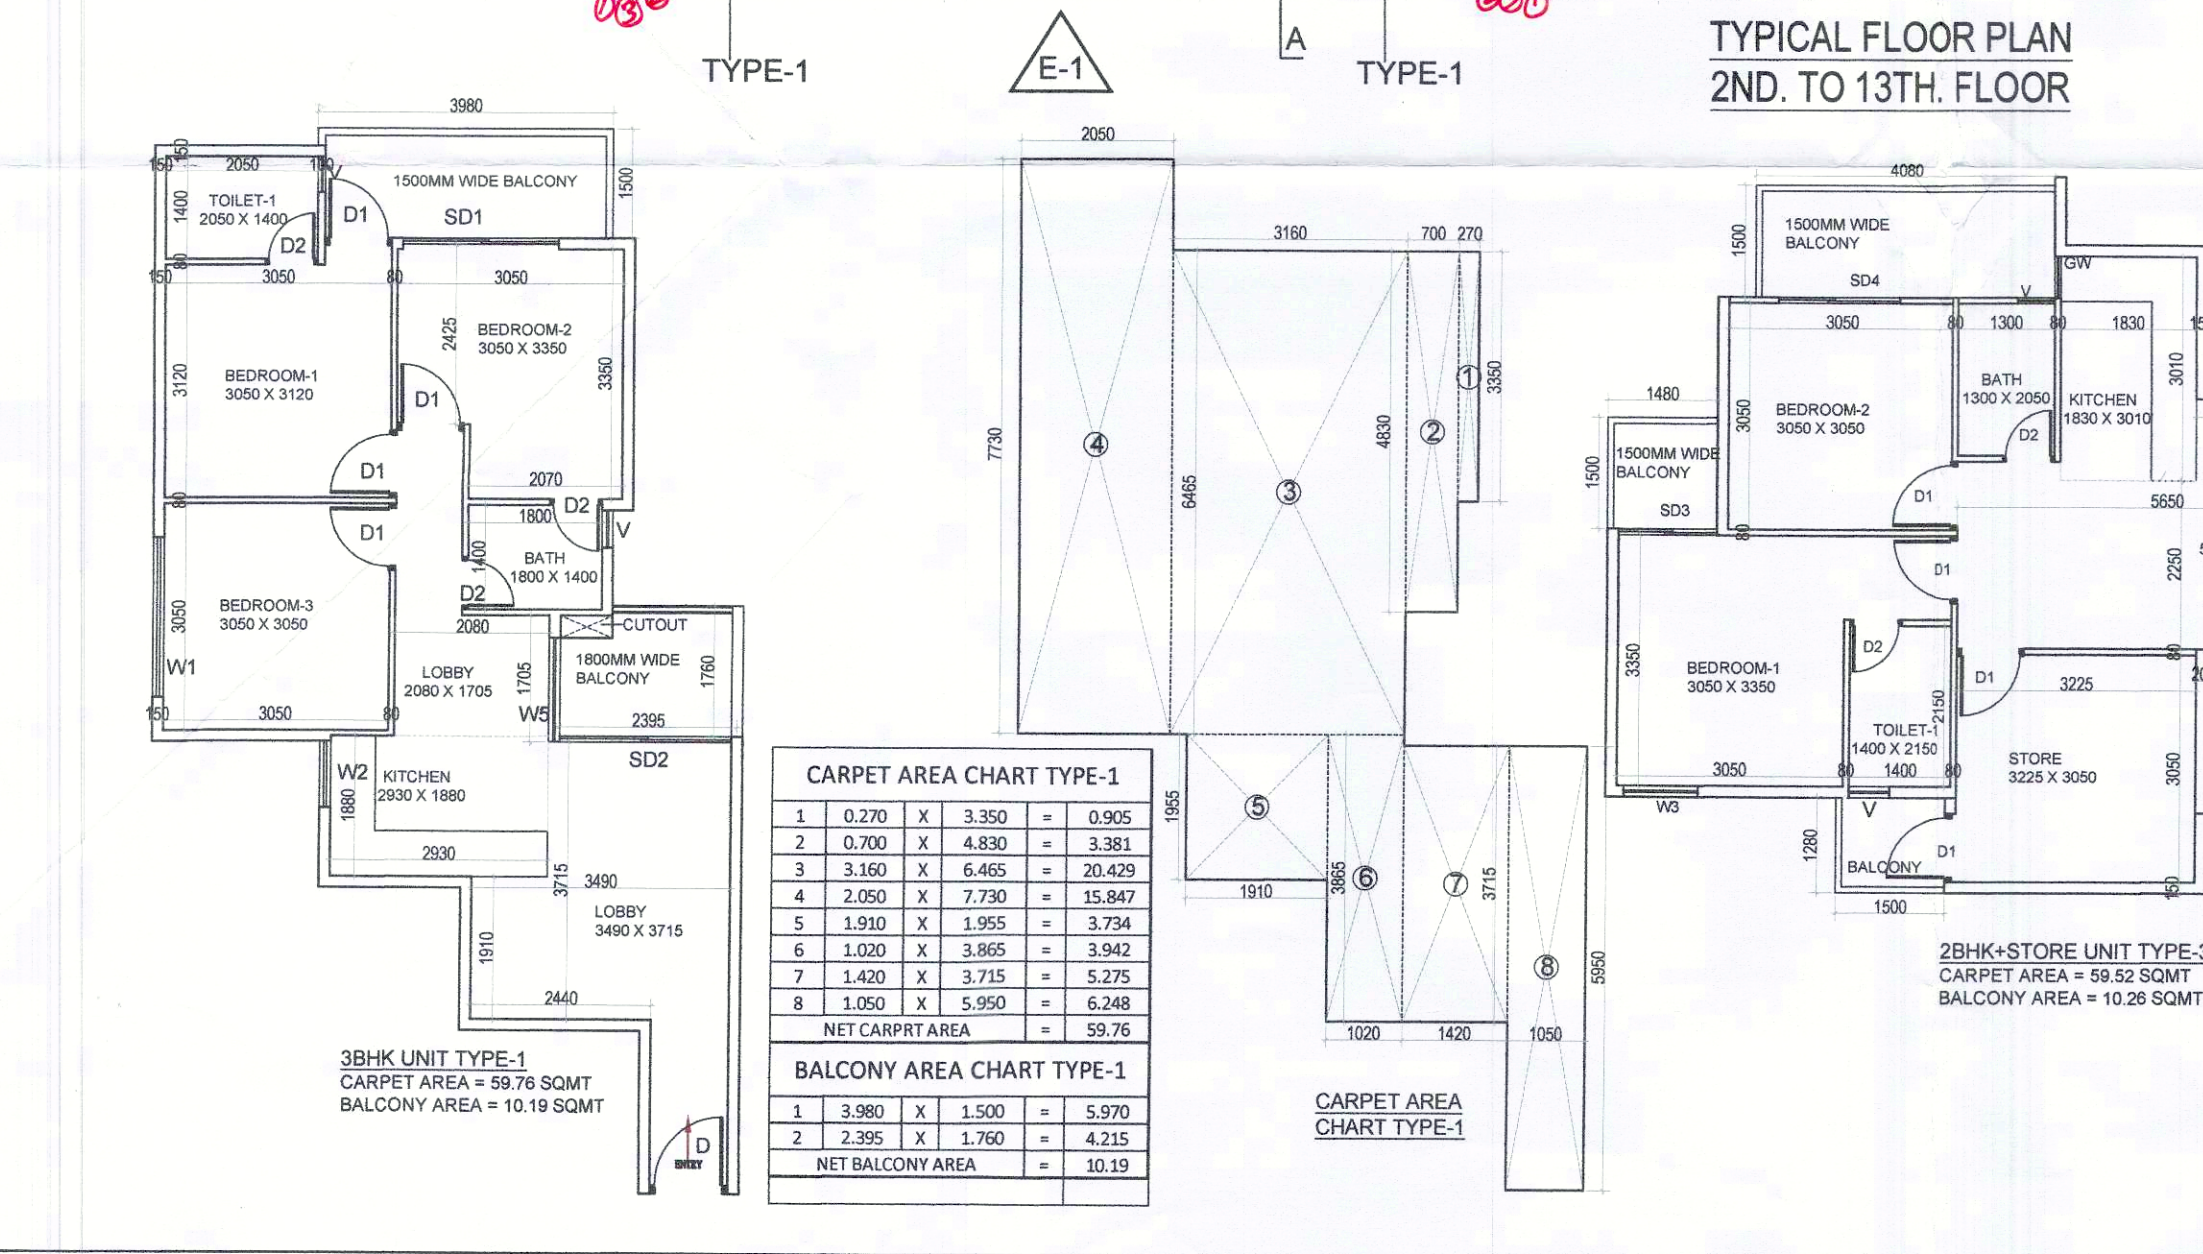 TYPE-1
E-1
A
TYPE-1
TYPICAL FLOOR PLAN
2ND. TO 13TH. FLOOR
3980
150
150
2050
V
1500MM WIDE BALCONY
1500
TOILET-1
2050 X 1400
1400
D1
SD1
D2
80
150
3050
80
3050
2425
BEDROOM-2
3050 X 3350
3350
3120
BEDROOM-1
3050 X 3120
D1
D1
2070
80
D2
1800
V
D1
1400
BATH
1800 X 1400
D2
3050
BEDROOM-3
3050 X 3050
2080
CUTOUT
W1
LOBBY
2080 X 1705
1705
1800MM WIDE
BALCONY
1760
150
3050
80
W5
2395
SD2
W2
KITCHEN
2930 X 1880
1880
2930
3715
3490
LOBBY
3490 X 3715
1910
2440
3BHK UNIT TYPE-1
CARPET AREA = 59.76 SQMT
BALCONY AREA = 10.19 SQMT
D
ENTRY
CARPET AREA CHART TYPE-1
1 0.270 X 3.350 = 0.905
2 0.700 X 4.830 = 3.381
3 3.160 X 6.465 = 20.429
4 2.050 X 7.730 = 15.847
5 1.910 X 1.955 = 3.734
6 1.020 X 3.865 = 3.942
7 1.420 X 3.715 = 5.275
8 1.050 X 5.950 = 6.248
NET CARPRT AREA = 59.76
BALCONY AREA CHART TYPE-1
1 3.980 X 1.500 = 5.970
2 2.395 X 1.760 = 4.215
NET BALCONY AREA = 10.19
2050
3160 700 270
1
3350
2
4830
4
7730
3
6465
5
1955
1910
6
3865
7
3715
8
5950
1020 1420 1050
CARPET AREA
CHART TYPE-1
4080
1500MM WIDE
BALCONY
1500
SD4
GW
V
3050 80 1300 80 1830
3010
1480
BATH
1300 X 2050
KITCHEN
1830 X 3010
BEDROOM-2
3050 X 3050
3050
D2
1500MM WIDE
BALCONY
1500
SD3
D1
5650
80
D1
2250
3350
D2
BEDROOM-1
3050 X 3350
D1
80
3225
2150
TOILET-1
1400 X 2150
STORE
3225 X 3050
3050
3050 80 1400 80
W3
V
1280
BALCONY
D1
150
1500
2BHK+STORE UNIT TYPE-3
CARPET AREA = 59.52 SQMT
BALCONY AREA = 10.26 SQMT